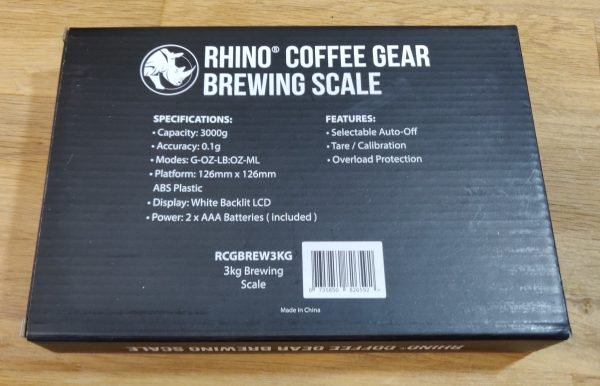 RHINO® COFFEE GEAR
BREWING SCALE
SPECIFICATIONS:
• Capacity: 3000g
• Accuracy: 0.1g
• Modes: G-OZ-LB:OZ-ML
• Platform: 126mm x 126mm
ABS Plastic
• Display: White Backlit LCD
• Power: 2 x AAA Batteries ( included )
FEATURES:
• Selectable Auto-Off
• Tare / Calibration
• Overload Protection
RCGBREW3KG
3kg Brewing
Scale
Made in China
RHINO® COFFEE GEAR BREWING SCALE